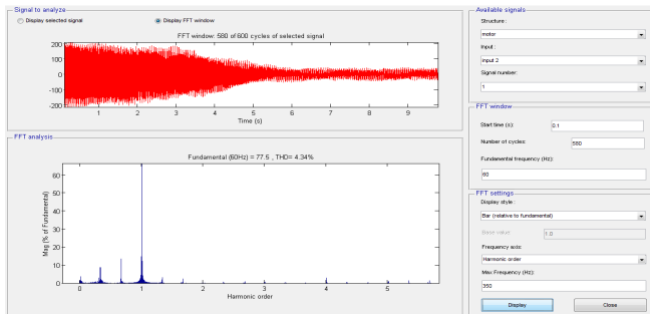 Signal to analyze
Display selected signal
Display FFT window
FFT window: 580 of 600 cycles of selected signal
200
100
0
-100
-200
1 2 3 4 5 6 7 8 9
Time (s)
FFT analysis
Fundamental (60Hz) = 77.5 , THD= 4.34%
Mag (% of Fundamental)
60
50
40
30
20
10
0
0 1 2 3 4 5
Harmonic order
Available signals
Structure:
motor
Input :
input 2
Signal number:
1
FFT window
Start time (s):
0.1
Number of cycles:
580
Fundamental frequency (Hz):
60
FFT settings
Display style :
Bar (relative to fundamental)
Base value:
1.0
Frequency axis:
Harmonic order
Max Frequency (Hz):
350
Display
Close